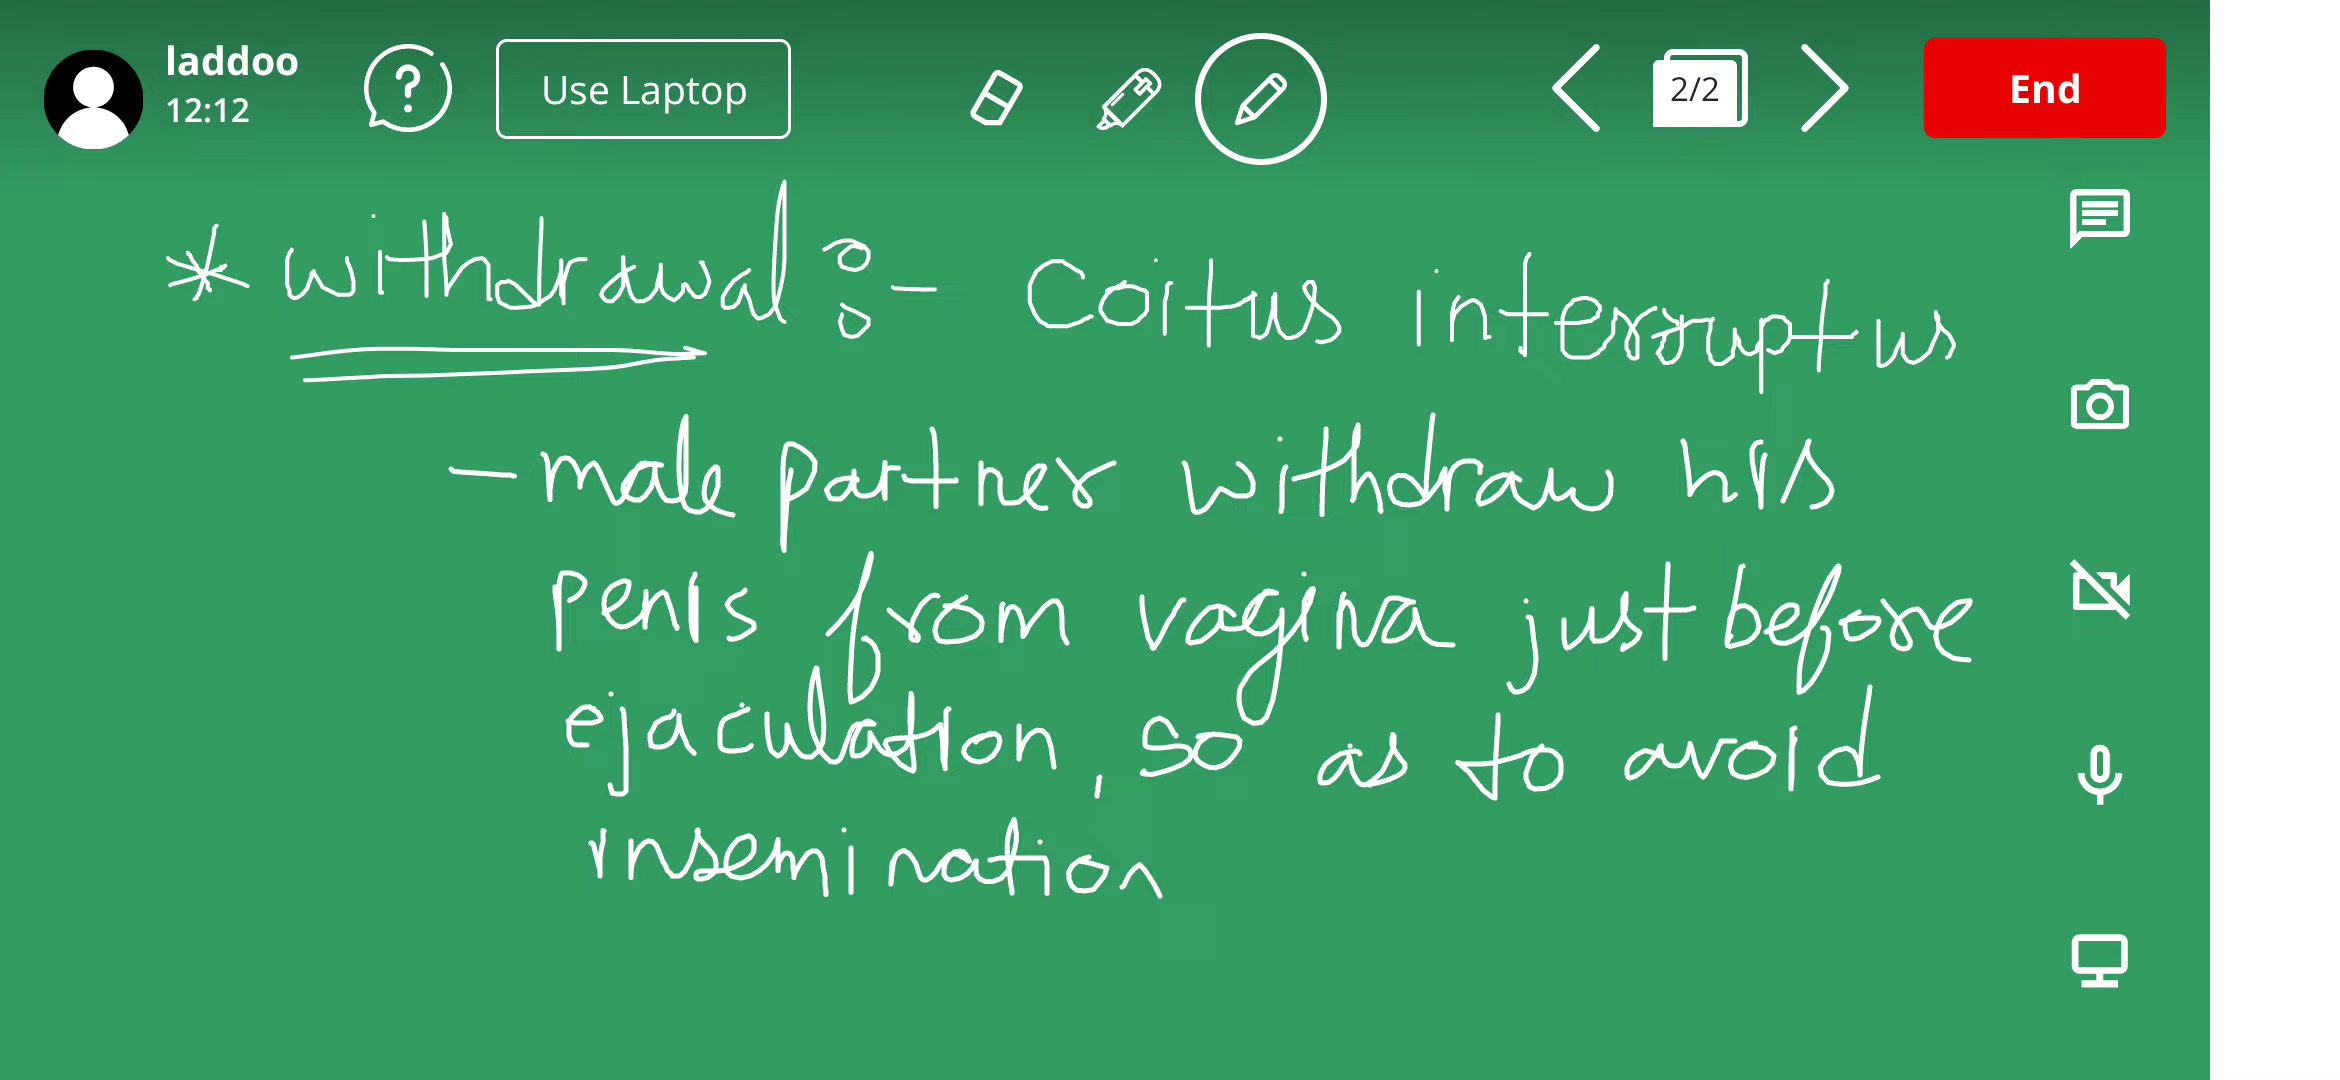 laddoo
12:12
Use Laptop
2/2
End
* withdrawal :- Coitus interruptus
- male partner withdraw his
penis from vagina just before
ejaculation, so as to avoid
insemination